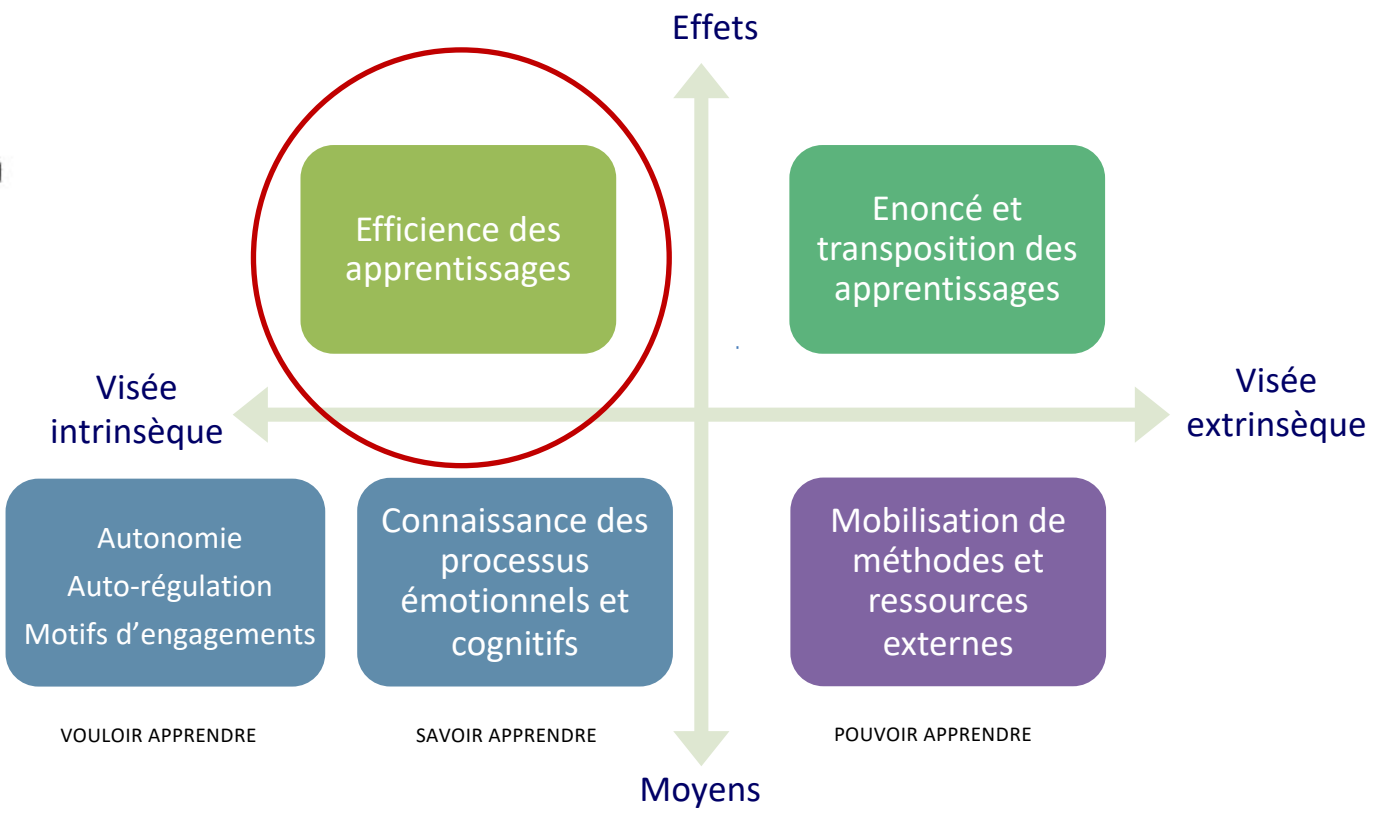 Effets
Efficience des
apprentissages
Enoncé et
transposition des
apprentissages
Visée
intrinsèque
Visée
extrinsèque
Autonomie
Auto-régulation
Motifs d'engagements
Connaissance des
processus
émotionnels et
cognitifs
Mobilisation de
méthodes et
ressources
externes
VOULOIR APPRENDRE
SAVOIR APPRENDRE
POUVOIR APPRENDRE
Moyens